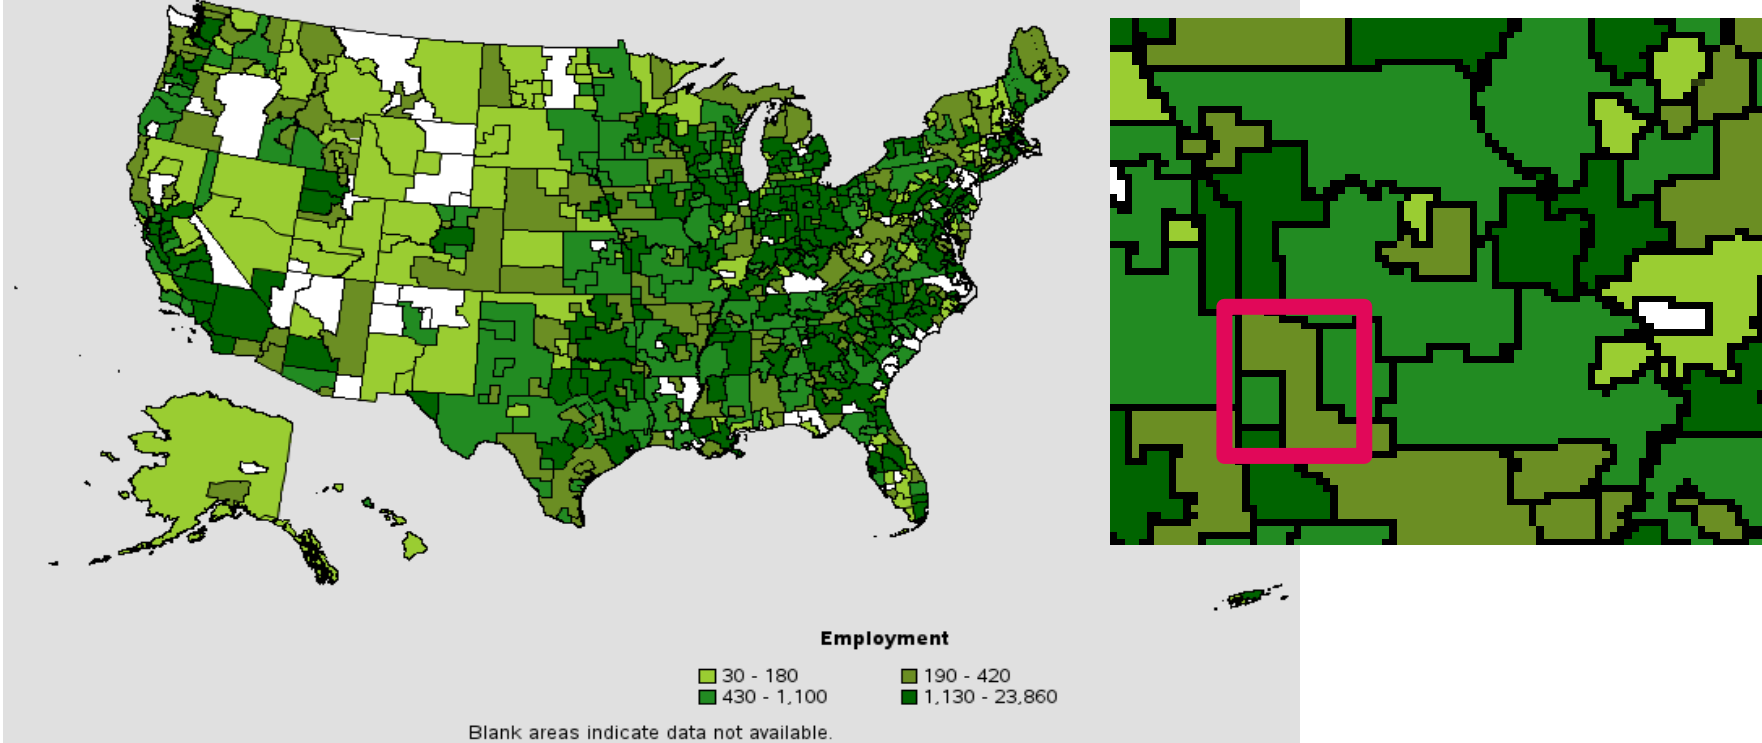 Employment
30 - 180
190 - 420
430 - 1,100
1,130 - 23,860
Blank areas indicate data not available.